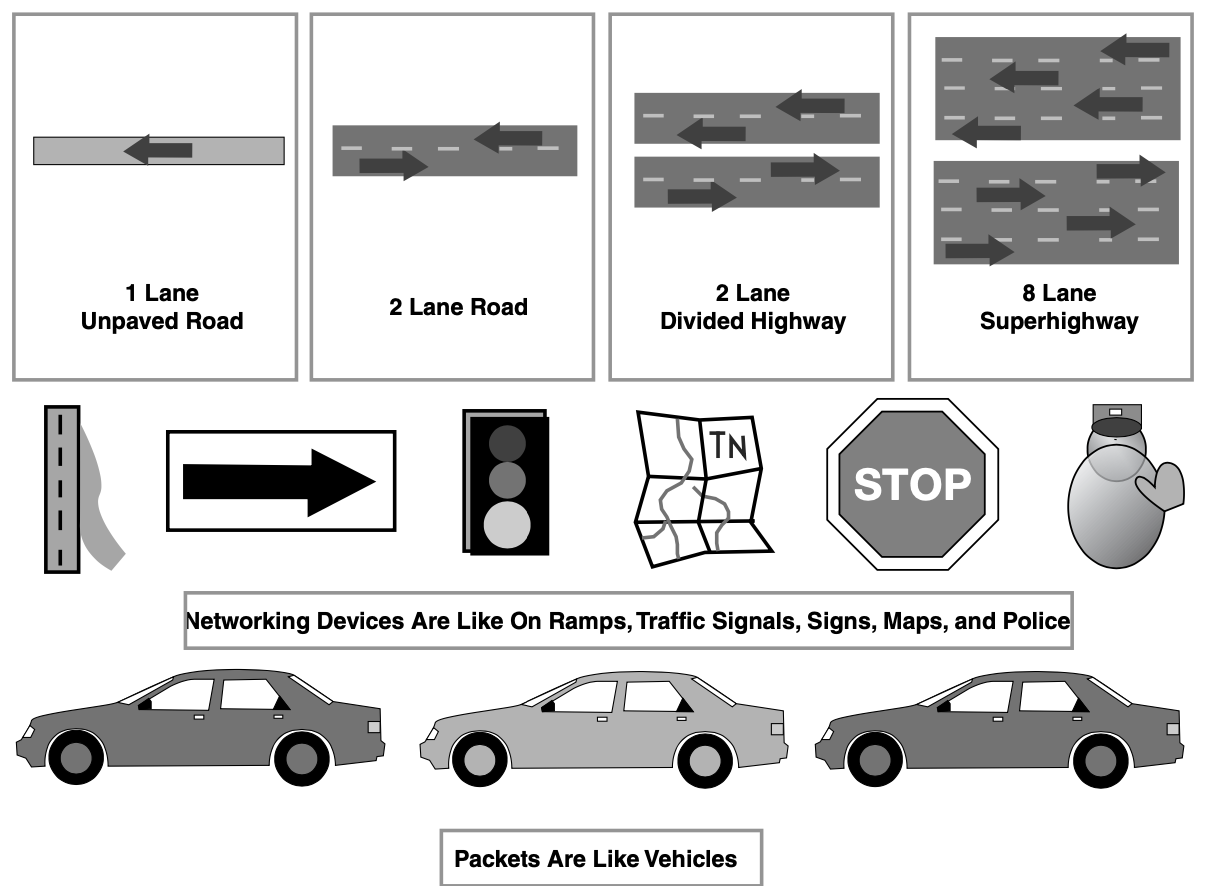 1 Lane
Unpaved Road
2 Lane Road
2 Lane
Divided Highway
8 Lane
Superhighway
TN
STOP
Networking Devices Are Like On Ramps, Traffic Signals, Signs, Maps, and Police
Packets Are Like Vehicles